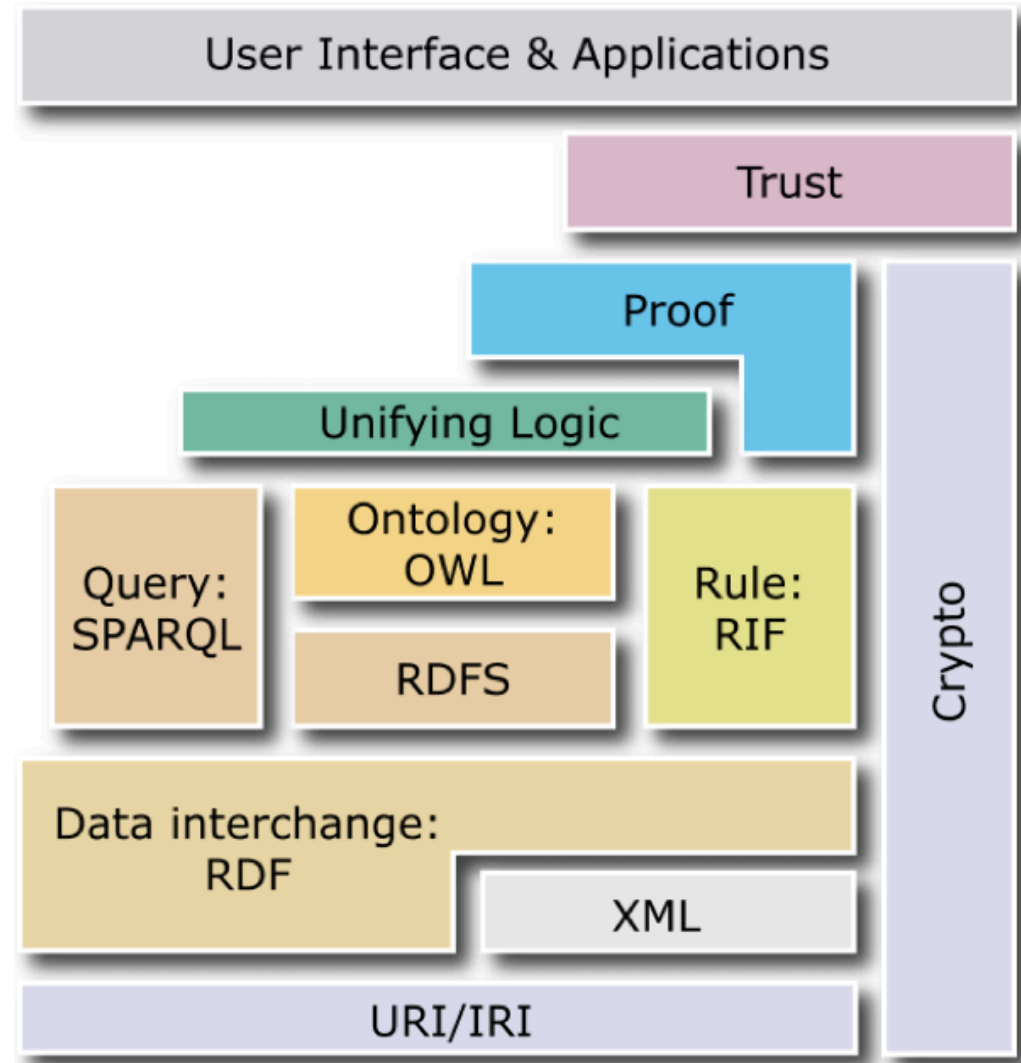 User Interface & Applications
Trust
Proof
Unifying Logic
Query:
SPARQL
Ontology:
OWL
RDFS
Rule:
RIF
Crypto
Data interchange:
RDF
XML
URI/IRI